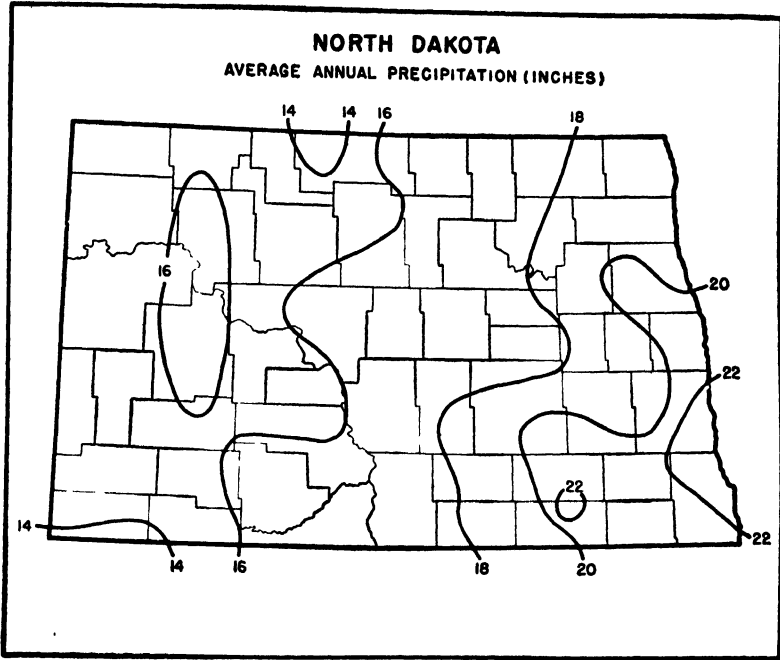 NORTH DAKOTA
AVERAGE ANNUAL PRECIPITATION (INCHES)
14 14 16 18
16
20
22
22
14
22
14 16 18 20